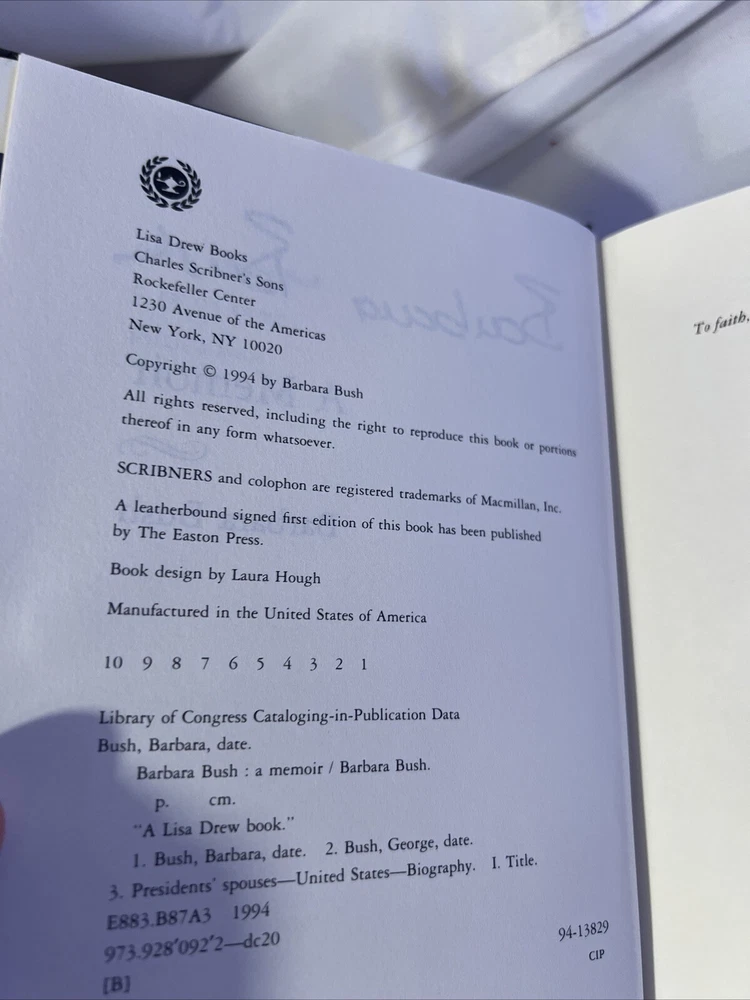 Lisa Drew Books
Charles Scribner's Sons
Rockefeller Center
1230 Avenue of the Americas
New York, NY 10020
Copyright © 1994 by Barbara Bush
All rights reserved, including the right to reproduce this book or portions
thereof in any form whatsoever.
SCRIBNERS and colophon are registered trademarks of Macmillan, Inc.
A leatherbound signed first edition of this book has been published
by The Easton Press.
Book design by Laura Hough
Manufactured in the United States of America
10 9 8 7 6 5 4 3 2 1
Library of Congress Cataloging-in-Publication Data
Bush, Barbara, date.
Barbara Bush : a memoir / Barbara Bush.
p. cm.
"A Lisa Drew book."
1. Bush, Barbara, date. 2. Bush, George, date.
3. Presidents' spouses—United States—Biography. I. Title.
E883.B87A3 1994
973.928'092'2—dc20
[B]
94-13829
CIP
To faith,